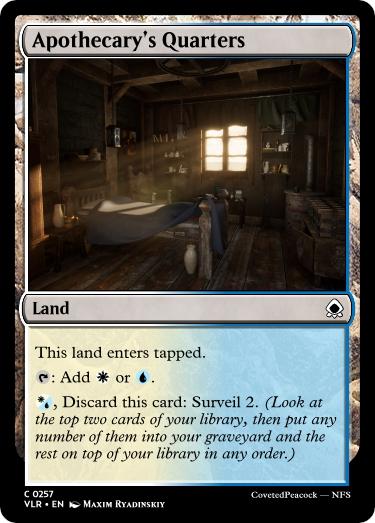 Apothecary's Quarters
Land
This land enters tapped.
: Add or .
, Discard this card: Surveil 2. (Look at
the top two cards of your library, then put any
number of them into your graveyard and the
rest on top of your library in any order.)
C 0257
VLR • EN Maxim Ryadinskiy
CovetedPeacock — NFS